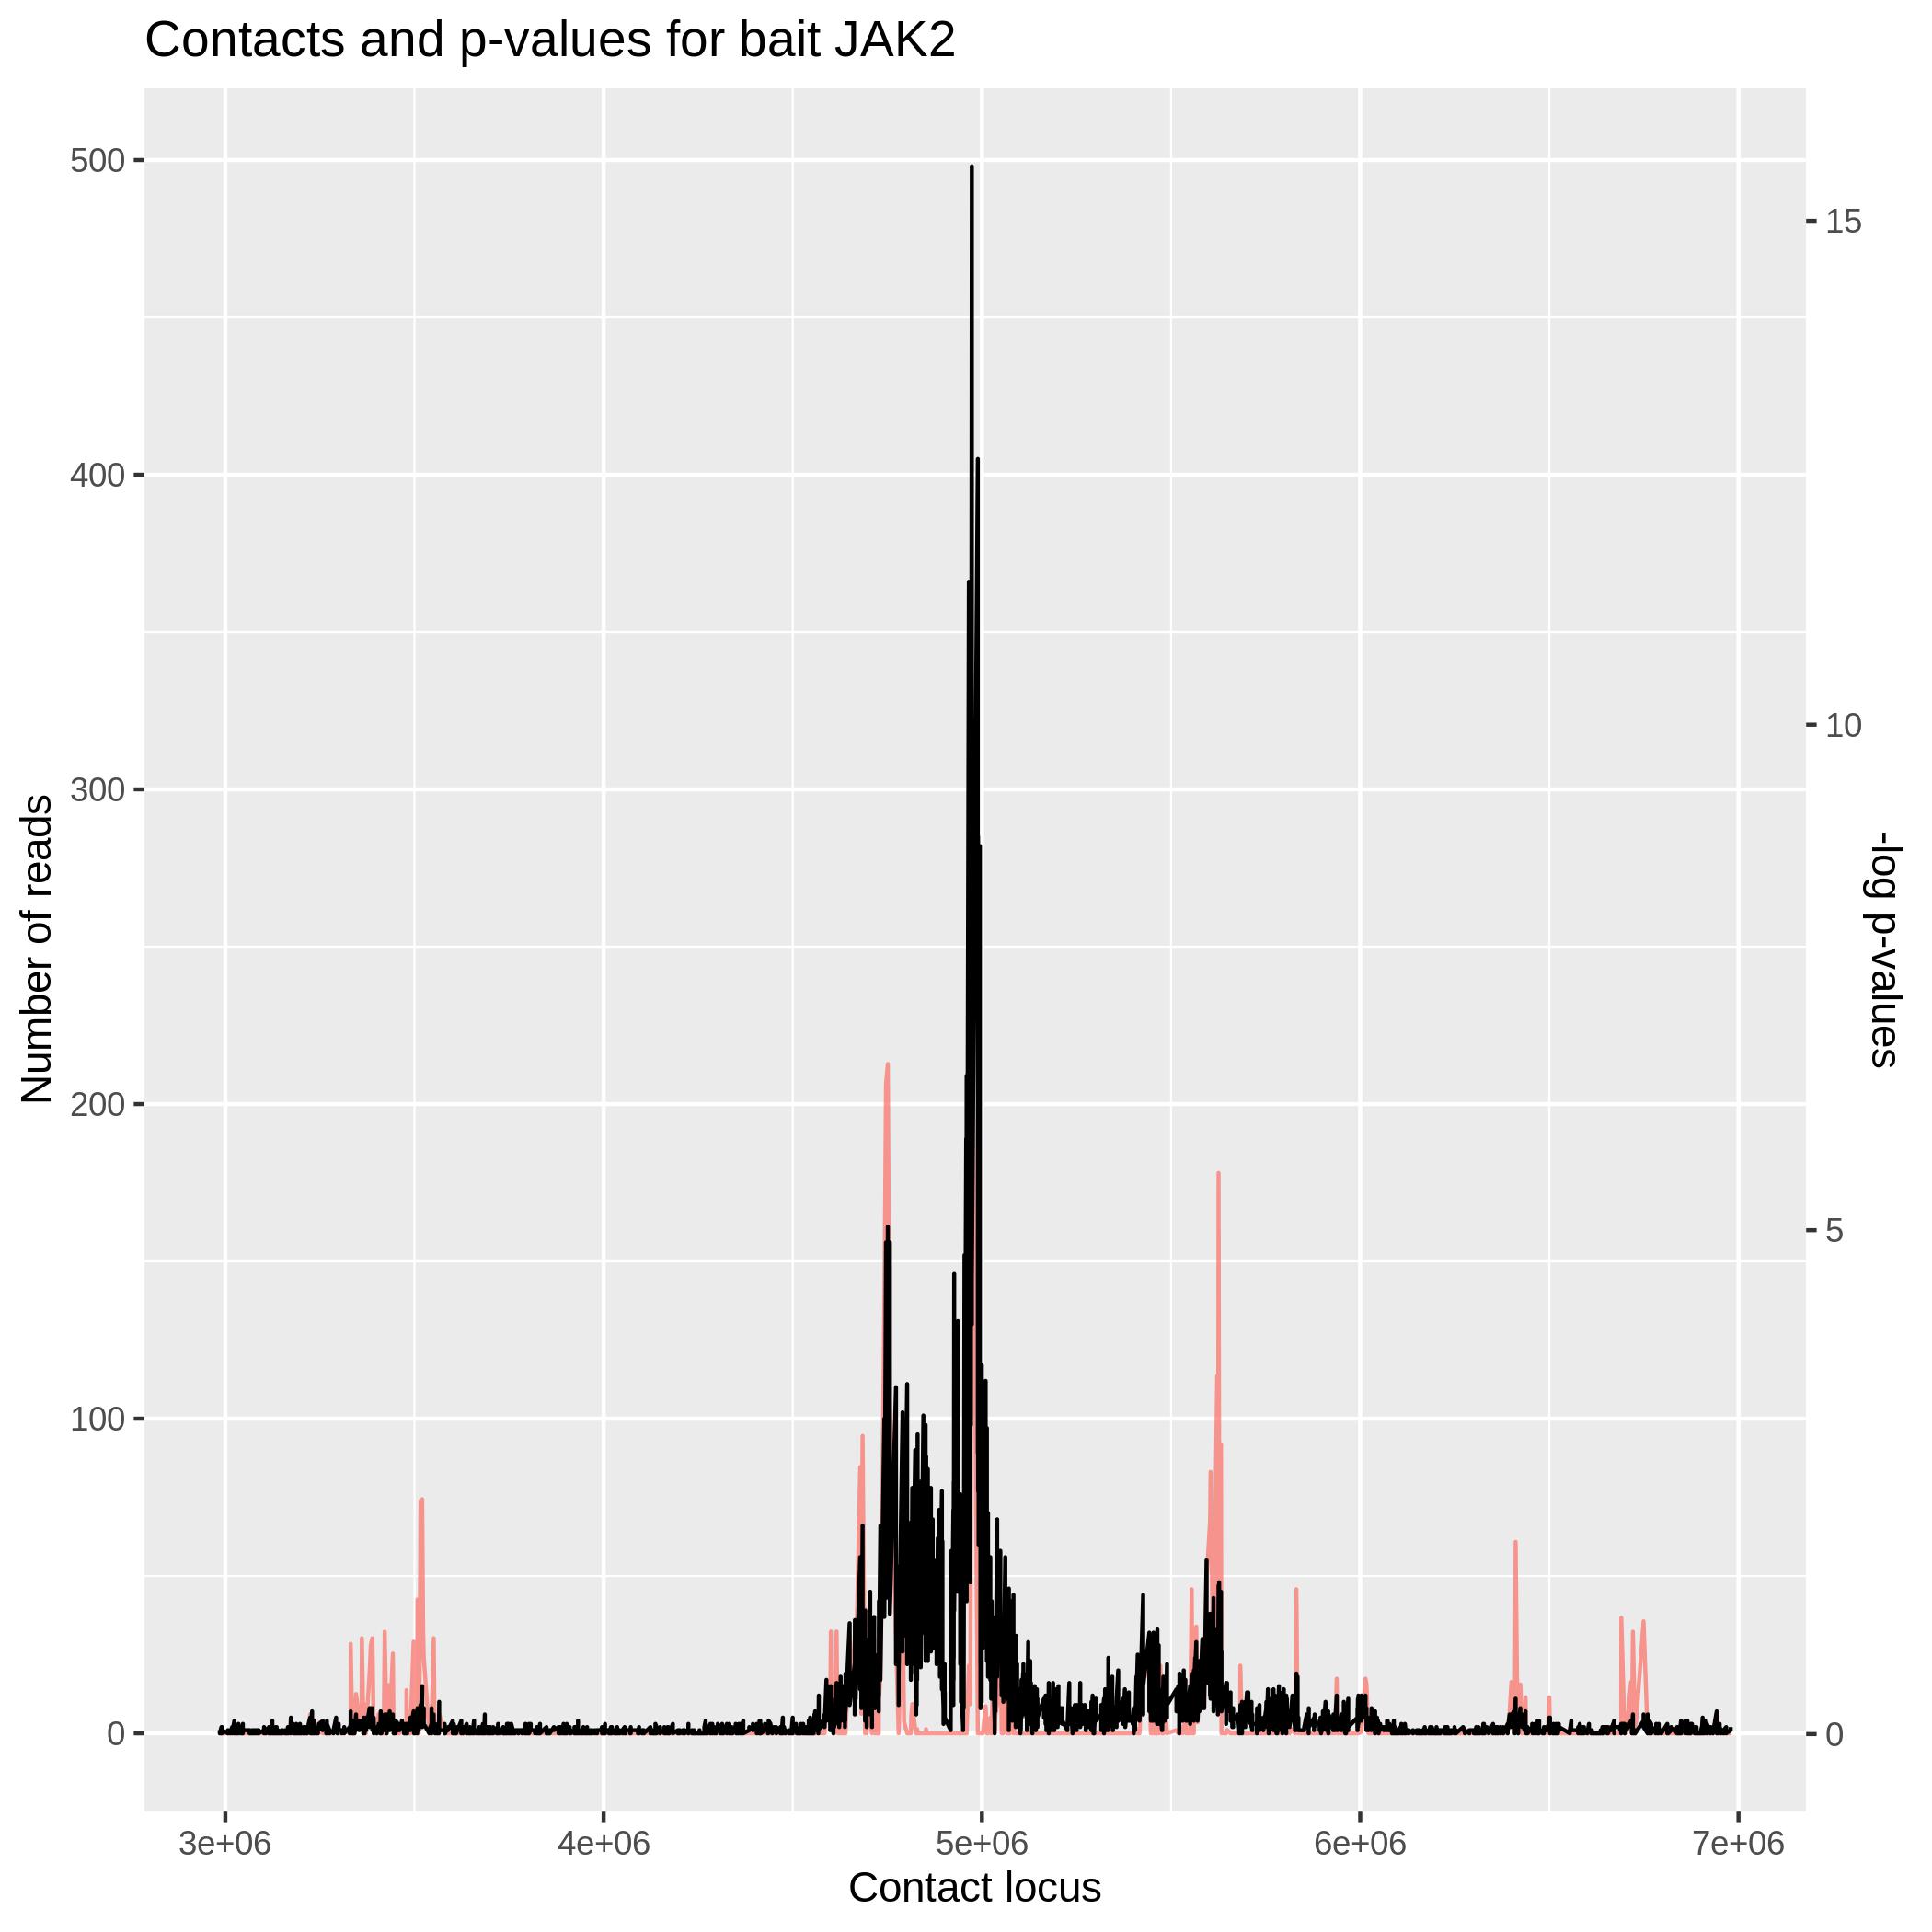 Contacts and p-values for bait JAK2
500
400
300
200
100
0
Number of reads
15
10
5
0
-log p-values
3e+06 4e+06 5e+06 6e+06 7e+06
Contact locus